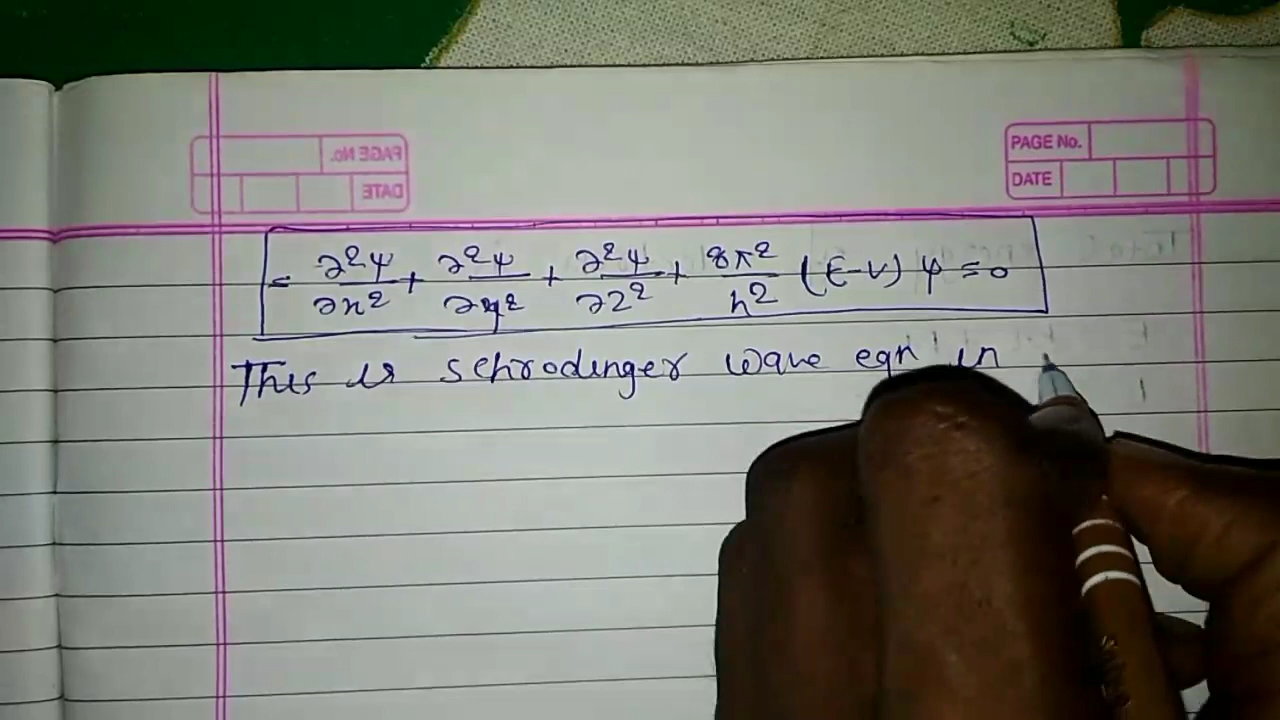 PAGE No.
DATE
PAGE No.
DATE
= ∂²ψ/∂x² + ∂²ψ/∂y² + ∂²ψ/∂z² + 8π²/h² (E-V) ψ = 0
This is schrodinger wave eqn in